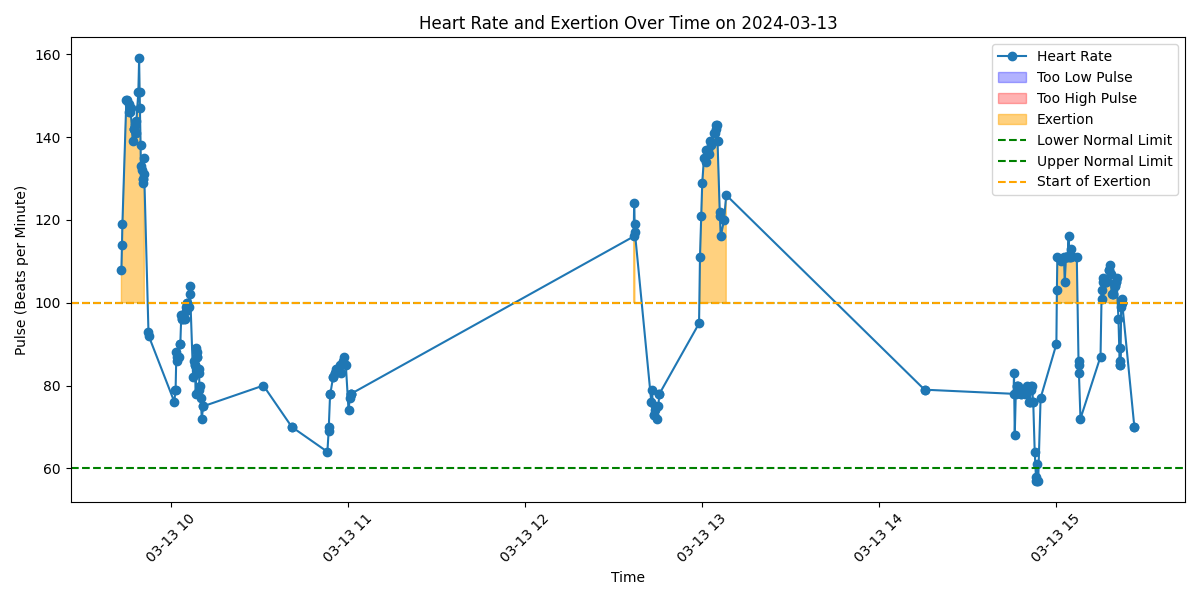 Heart Rate and Exertion Over Time on 2024-03-13
Pulse (Beats per Minute)
160
140
120
100
80
60
Heart Rate
Too Low Pulse
Too High Pulse
Exertion
Lower Normal Limit
Upper Normal Limit
Start of Exertion
03-13 10
03-13 11
03-13 12
03-13 13
03-13 14
03-13 15
Time